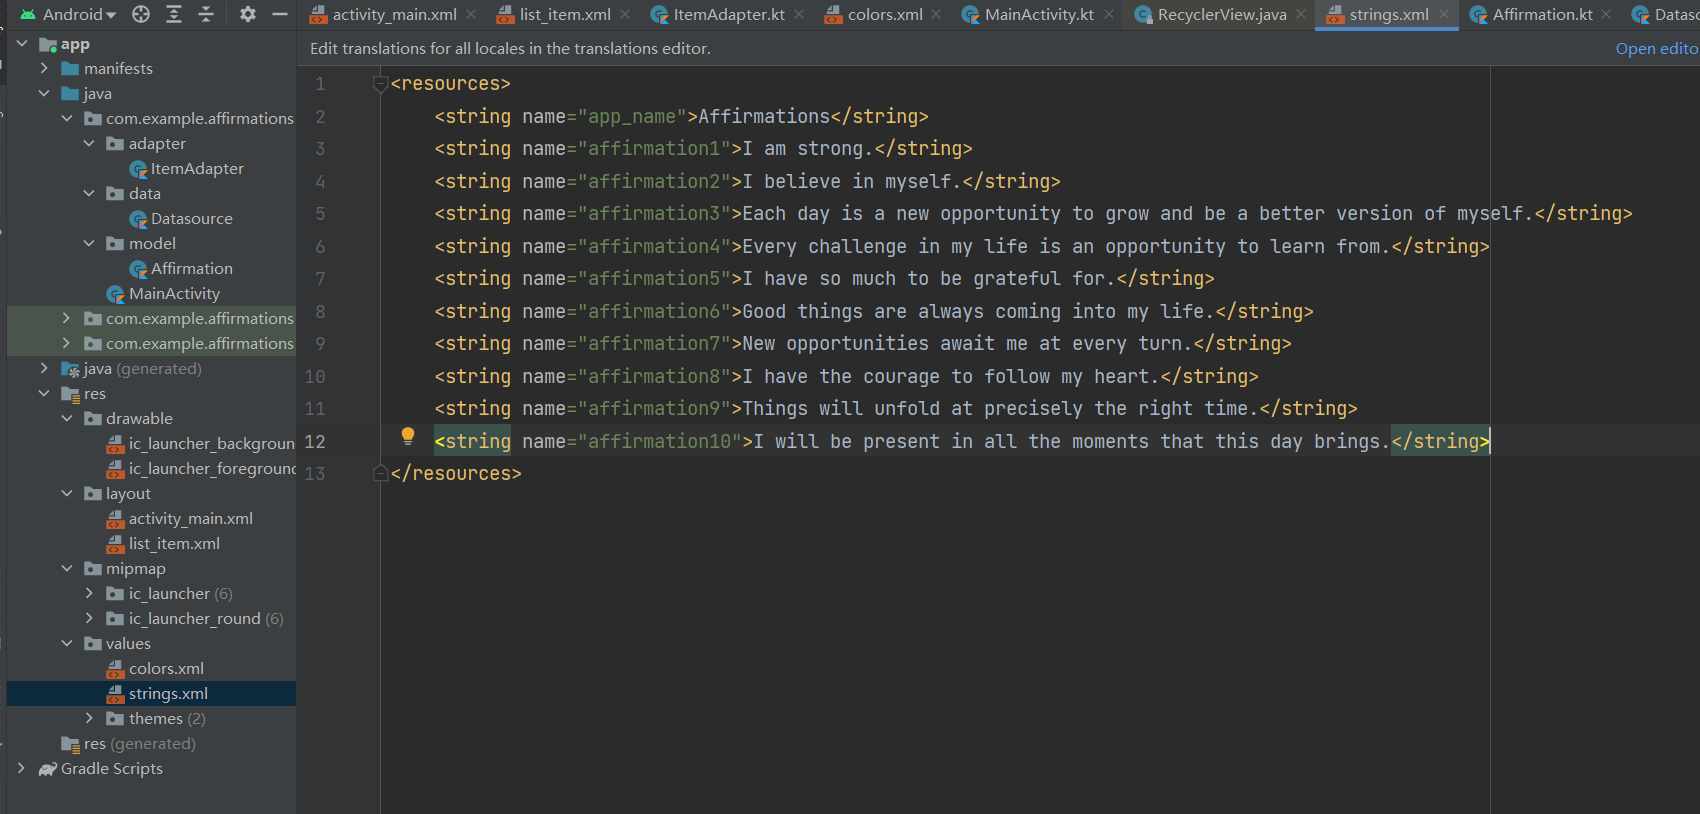 Android
activity_main.xml
list_item.xml
ItemAdapter.kt
colors.xml
MainActivity.kt
RecyclerView.java
strings.xml
Affirmation.kt
Datasc
app
manifests
java
com.example.affirmations
adapter
ItemAdapter
data
Datasource
model
Affirmation
MainActivity
com.example.affirmations
com.example.affirmations
java (generated)
res
drawable
ic_launcher_backgroun
ic_launcher_foreground
layout
activity_main.xml
list_item.xml
mipmap
ic_launcher (6)
ic_launcher_round (6)
values
colors.xml
strings.xml
themes (2)
res (generated)
Gradle Scripts
Edit translations for all locales in the translations editor.
Open edito
1 <resources>
2 <string name="app_name">Affirmations</string>
3 <string name="affirmation1">I am strong.</string>
4 <string name="affirmation2">I believe in myself.</string>
5 <string name="affirmation3">Each day is a new opportunity to grow and be a better version of myself.</string>
6 <string name="affirmation4">Every challenge in my life is an opportunity to learn from.</string>
7 <string name="affirmation5">I have so much to be grateful for.</string>
8 <string name="affirmation6">Good things are always coming into my life.</string>
9 <string name="affirmation7">New opportunities await me at every turn.</string>
10 <string name="affirmation8">I have the courage to follow my heart.</string>
11 <string name="affirmation9">Things will unfold at precisely the right time.</string>
12 <string name="affirmation10">I will be present in all the moments that this day brings.</string>
13 </resources>